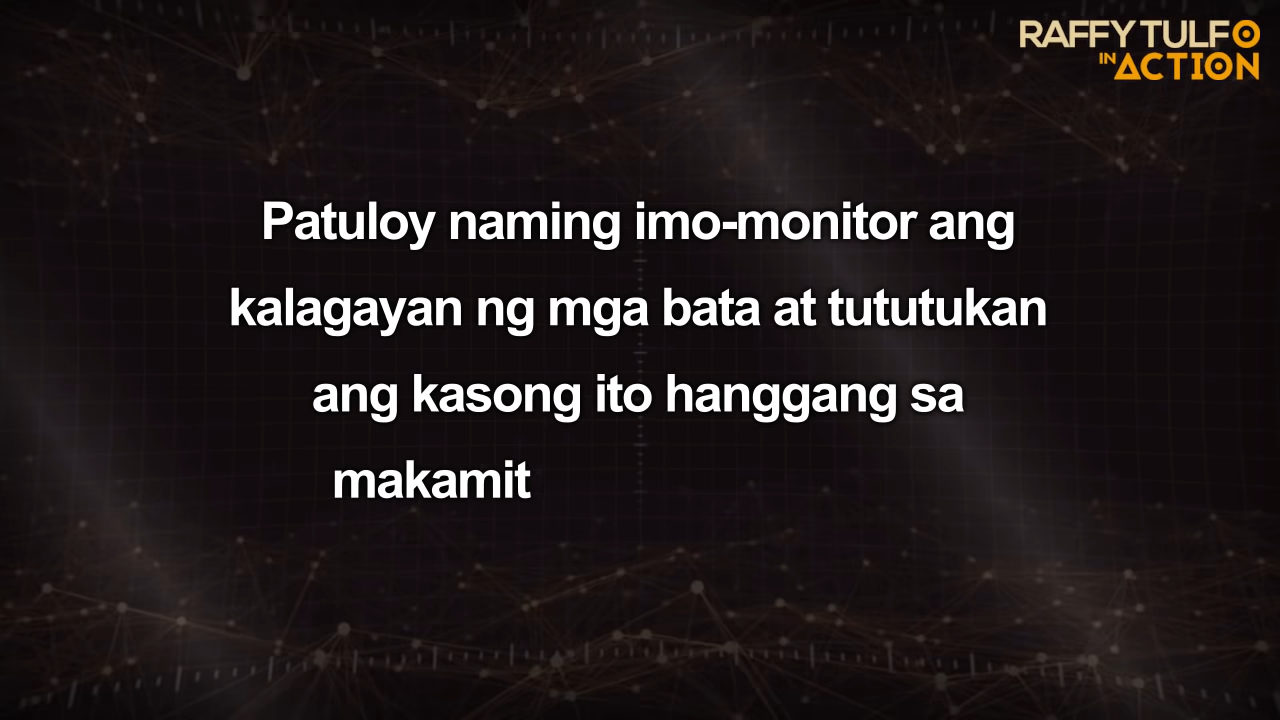 RAFFY TULFO
IN ACTION
Patuloy naming imo-monitor ang
kalagayan ng mga bata at tututukan
ang kasong ito hanggang sa
makamit